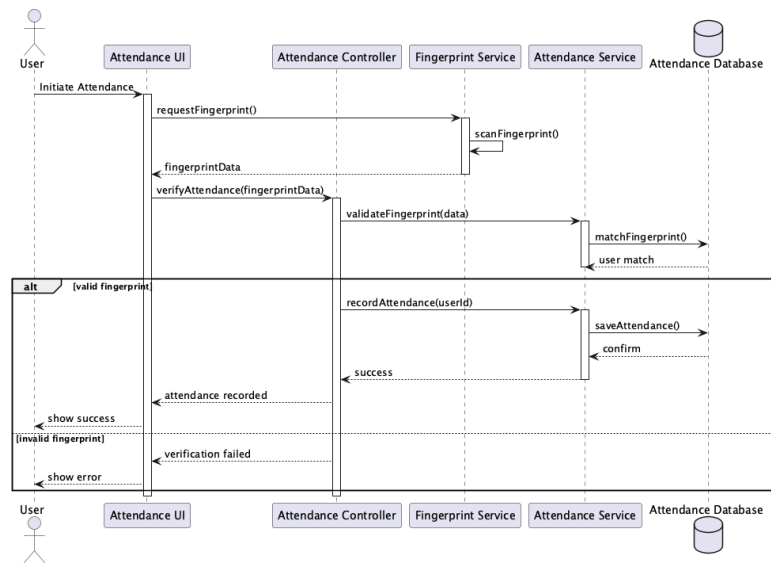 User
Attendance UI
Attendance Controller
Fingerprint Service
Attendance Service
Attendance Database
Initiate Attendance
requestFingerprint()
scanFingerprint()
fingerprintData
verifyAttendance(fingerprintData)
validateFingerprint(data)
matchFingerprint()
user match
alt
[valid fingerprint]
recordAttendance(userId)
saveAttendance()
confirm
success
attendance recorded
show success
[invalid fingerprint]
verification failed
show error
User
Attendance UI
Attendance Controller
Fingerprint Service
Attendance Service
Attendance Database